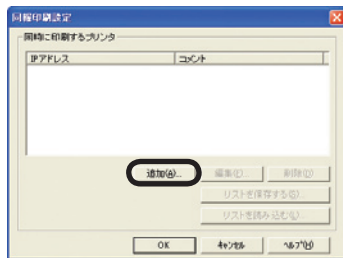 同報印刷設定
同時に印刷するプリンタ
IPアドレス コメント
追加(A)... 編集(E)... 削除(D)
リストを保存する(S)...
リストを読み込む(L)...
OK キャンセル ヘルプ(H)